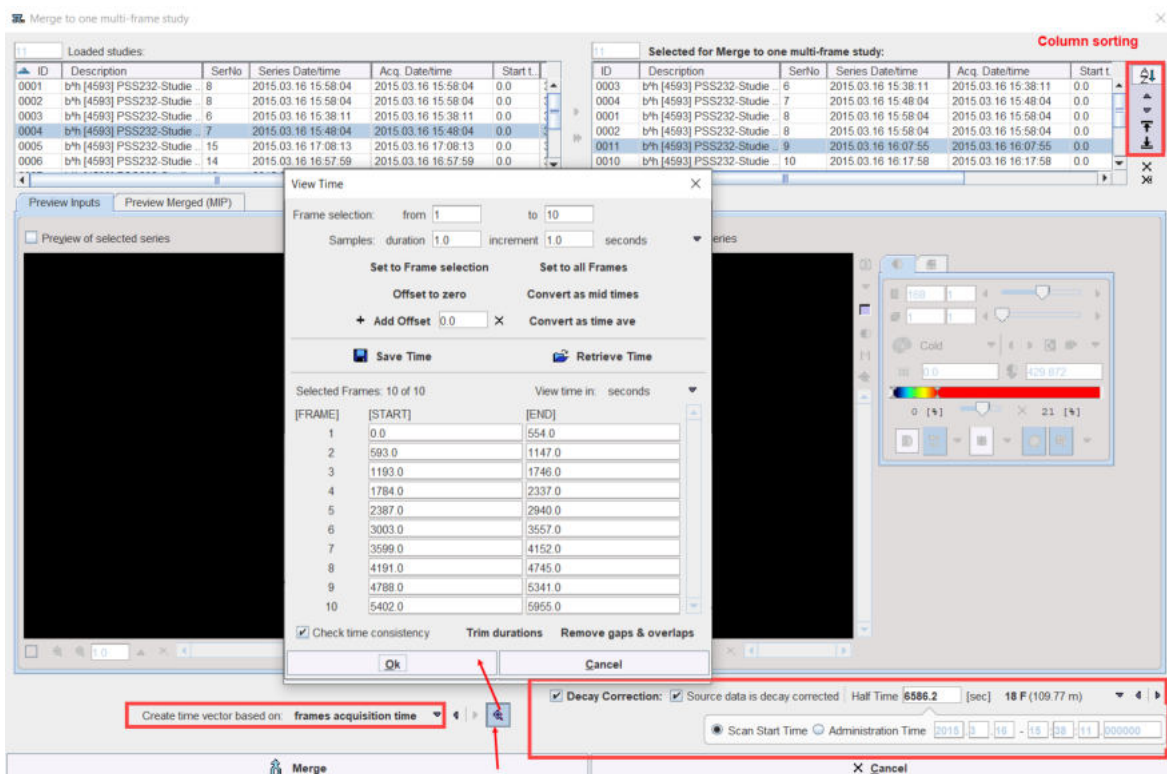 Merge to one multi-frame study
11 Loaded studies:
11 Selected for Merge to one multi-frame study:
Column sorting
ID Description SerNo Series Date/time Acq. Date/time Start t..
0001 b^h [4593] PSS232-Studie ... 8 2015.03.16 15:58:04 2015.03.16 15:58:04 0.0
0002 b^h [4593] PSS232-Studie ... 8 2015.03.16 15:58:04 2015.03.16 15:58:04 0.0
0003 b^h [4593] PSS232-Studie ... 6 2015.03.16 15:38:11 2015.03.16 15:38:11 0.0
0004 b^h [4593] PSS232-Studie ... 7 2015.03.16 15:48:04 2015.03.16 15:48:04 0.0
0005 b^h [4593] PSS232-Studie ... 15 2015.03.16 17:08:13 2015.03.16 17:08:13 0.0
0006 b^h [4593] PSS232-Studie ... 14 2015.03.16 16:57:59 2015.03.16 16:57:59 0.0
ID Description SerNo Series Date/time Acq. Date/time Start t
0003 b^h [4593] PSS232-Studie ... 6 2015.03.16 15:38:11 2015.03.16 15:38:11 0.0
0004 b^h [4593] PSS232-Studie ... 7 2015.03.16 15:48:04 2015.03.16 15:48:04 0.0
0001 b^h [4593] PSS232-Studie ... 8 2015.03.16 15:58:04 2015.03.16 15:58:04 0.0
0002 b^h [4593] PSS232-Studie ... 8 2015.03.16 15:58:04 2015.03.16 15:58:04 0.0
0011 b^h [4593] PSS232-Studie ... 9 2015.03.16 16:07:55 2015.03.16 16:07:55 0.0
0010 b^h [4593] PSS232-Studie ... 10 2015.03.16 16:17:58 2015.03.16 16:17:58 0.0
Preview Inputs Preview Merged (MIP)
Preview of selected series
eries
View Time
Frame selection: from 1 to 10
Samples: duration 1.0 increment 1.0 seconds
Set to Frame selection Set to all Frames
Offset to zero Convert as mid times
+ Add Offset 0.0 Convert as time ave
Save Time Retrieve Time
Selected Frames: 10 of 10 View time in: seconds
[FRAME] [START] [END]
1 0.0 554.0
2 593.0 1147.0
3 1193.0 1746.0
4 1784.0 2337.0
5 2387.0 2940.0
6 3003.0 3557.0
7 3599.0 4152.0
8 4191.0 4745.0
9 4788.0 5341.0
10 5402.0 5955.0
Check time consistency Trim durations Remove gaps & overlaps
Ok Cancel
168 1
1 1
Cold
0.0 429.672
0 [%] 21 [%]
1.0
Decay Correction: Source data is decay corrected Half Time 6586.2 [sec] 18 F (109.77 m)
Create time vector based on: frames acquisition time
Scan Start Time Administration Time 2015 . 3 . 16 - 15 : 38 : 11 . 000000
Merge Cancel